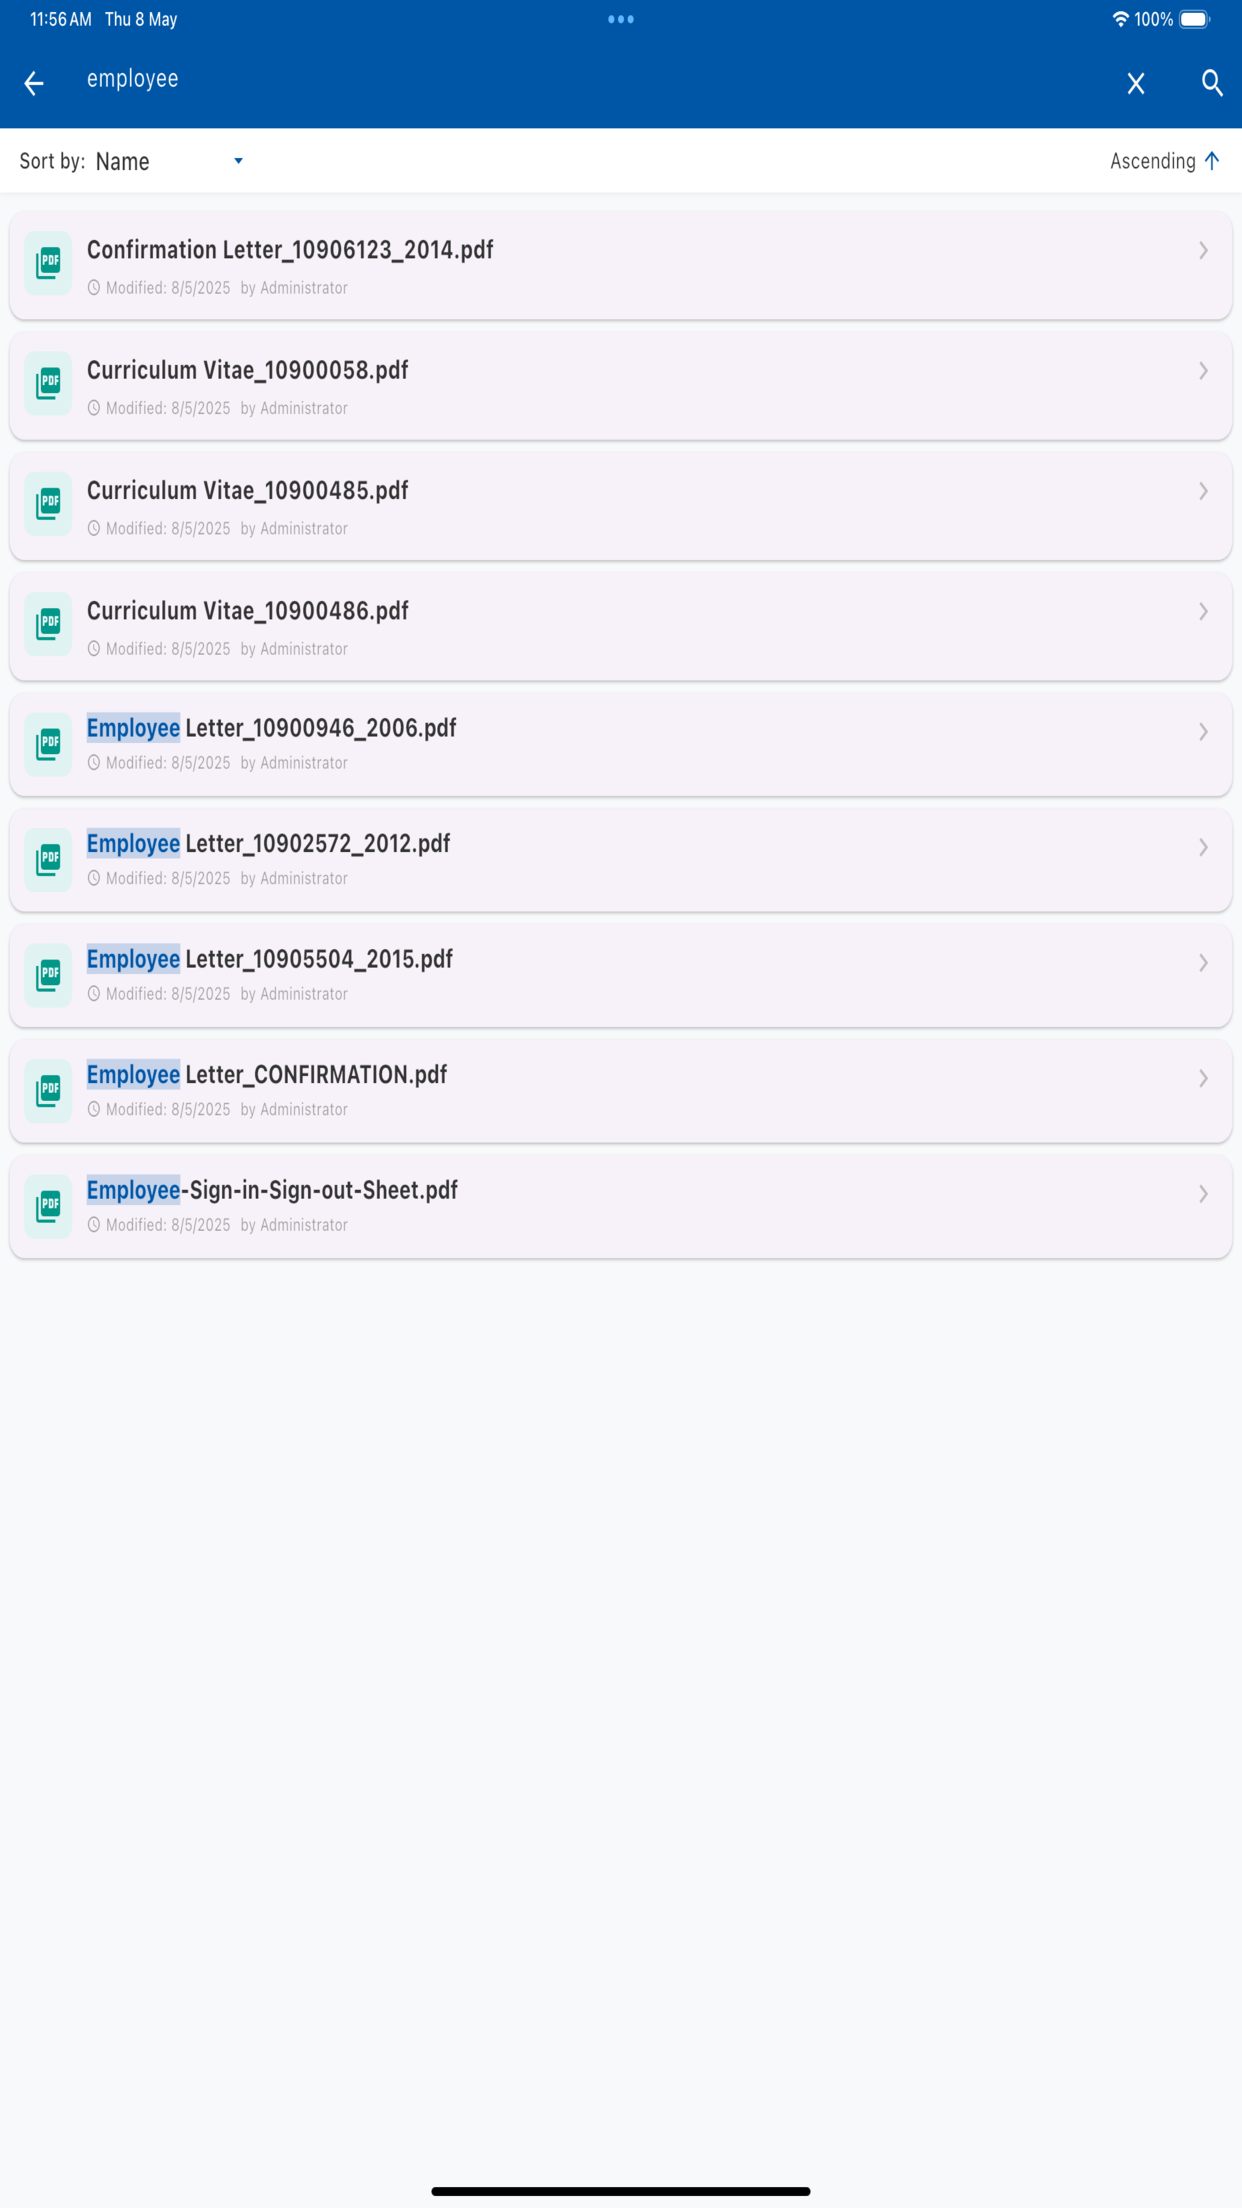 11:56 AM Thu 8 May
100%
employee
Sort by: Name
Ascending
PDF
Confirmation Letter_10906123_2014.pdf
Modified: 8/5/2025 by Administrator
PDF
Curriculum Vitae_10900058.pdf
Modified: 8/5/2025 by Administrator
PDF
Curriculum Vitae_10900485.pdf
Modified: 8/5/2025 by Administrator
PDF
Curriculum Vitae_10900486.pdf
Modified: 8/5/2025 by Administrator
PDF
Employee Letter_10900946_2006.pdf
Modified: 8/5/2025 by Administrator
PDF
Employee Letter_10902572_2012.pdf
Modified: 8/5/2025 by Administrator
PDF
Employee Letter_10905504_2015.pdf
Modified: 8/5/2025 by Administrator
PDF
Employee Letter_CONFIRMATION.pdf
Modified: 8/5/2025 by Administrator
PDF
Employee-Sign-in-Sign-out-Sheet.pdf
Modified: 8/5/2025 by Administrator